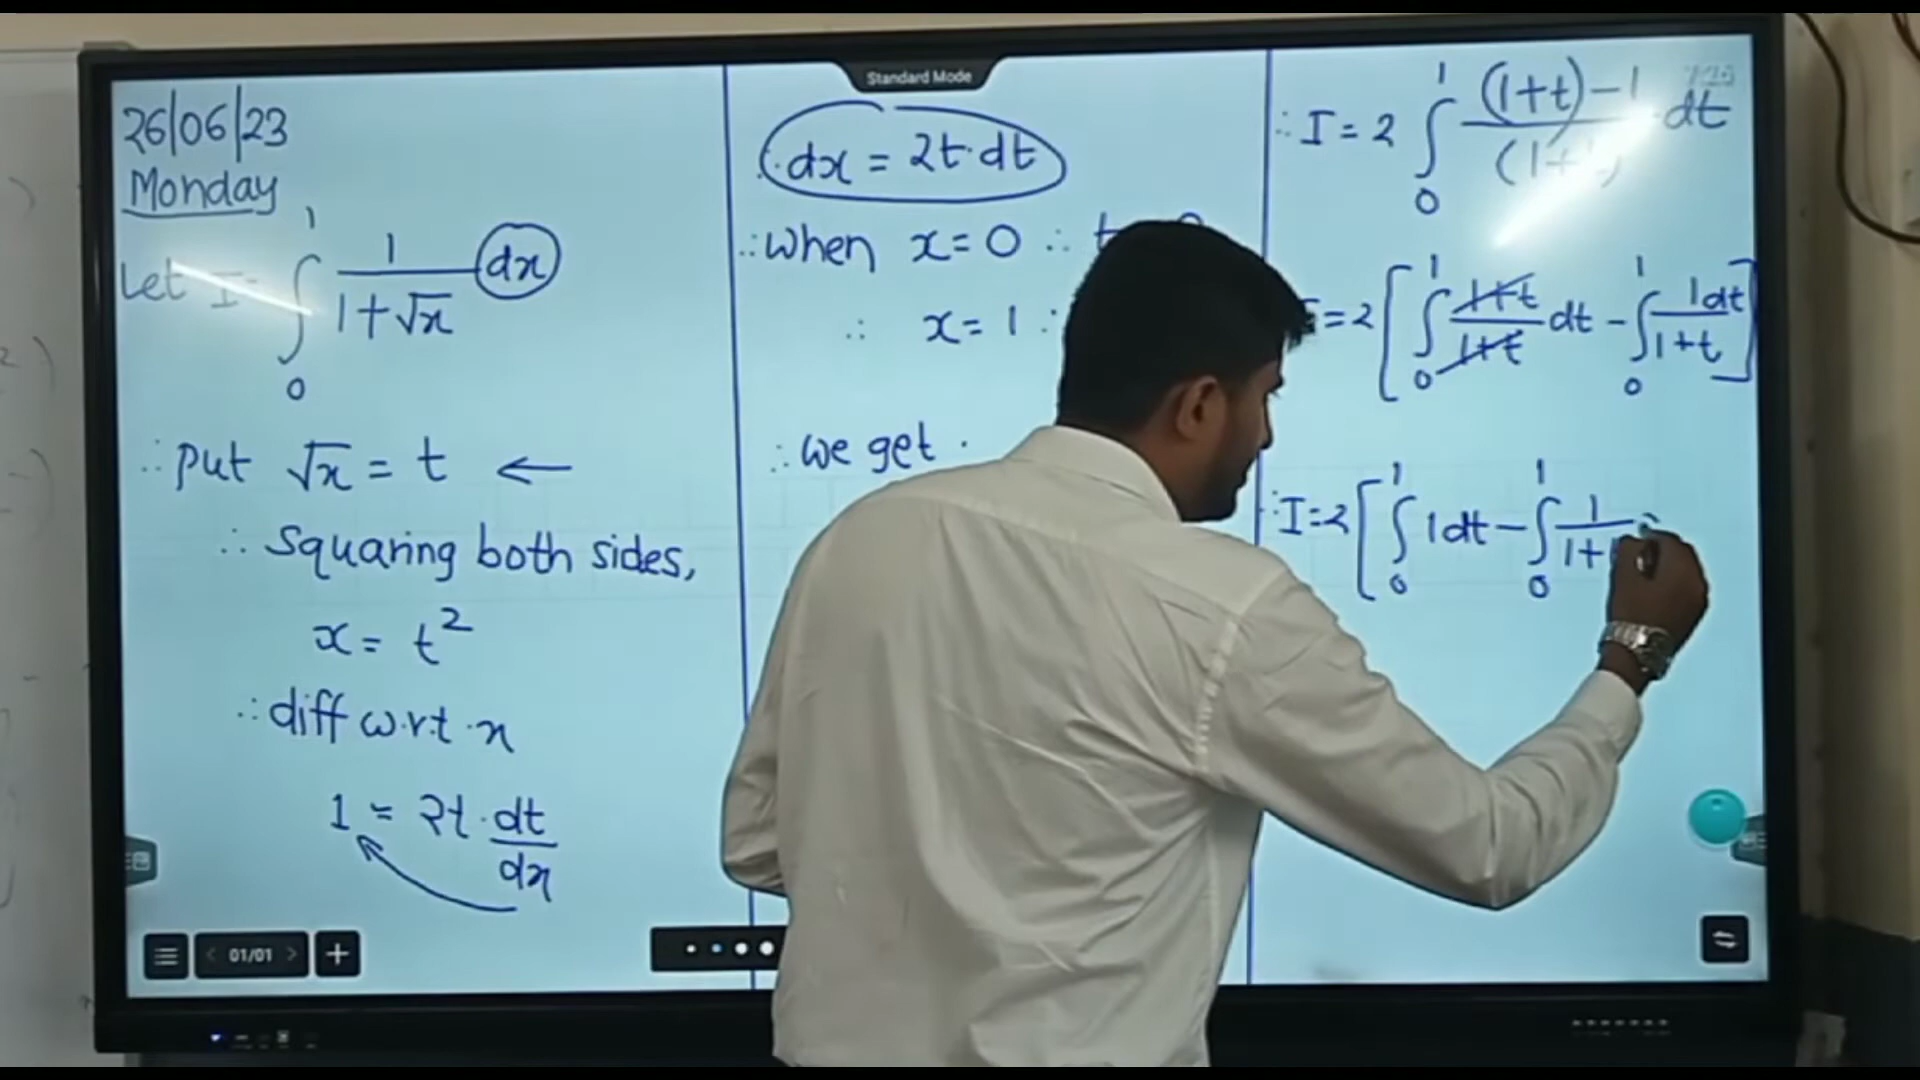 Standard Mode
26/06/23
Monday
Let I = ∫₀¹ 1/(1+√x) dx
∴ put √x = t ←
∴ squaring both sides,
x = t²
∴ diff w.r.t. x
1 = 2t · dt/dx
∴ dx = 2t·dt
∴ when x = 0 ∴ t
∴ x = 1 ∴
∴ we get
∴ I = 2 ∫₀¹ (1+t)-1 / (1+ dt
= 2 [ ∫₀¹ 1+t/1+t dt - ∫₀¹ 1dt/1+t ]
∴ I = 2 [ ∫₀¹ 1dt - ∫₀¹ 1/1+
01/01